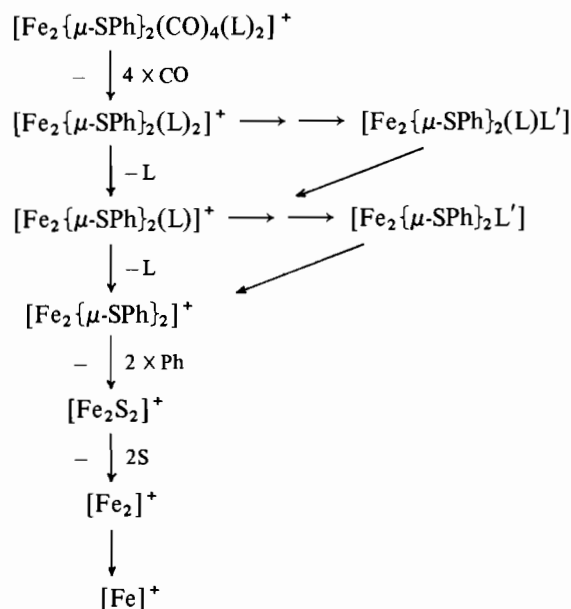 [Fe₂{μ-SPh}₂(CO)₄(L)₂]⁺
− 4 × CO
[Fe₂{μ-SPh}₂(L)₂]⁺ → → [Fe₂{μ-SPh}₂(L)L′]
−L
[Fe₂{μ-SPh}₂(L)]⁺ → → [Fe₂{μ-SPh}₂L′]
−L
[Fe₂{μ-SPh}₂]⁺
− 2 × Ph
[Fe₂S₂]⁺
− 2S
[Fe₂]⁺
[Fe]⁺